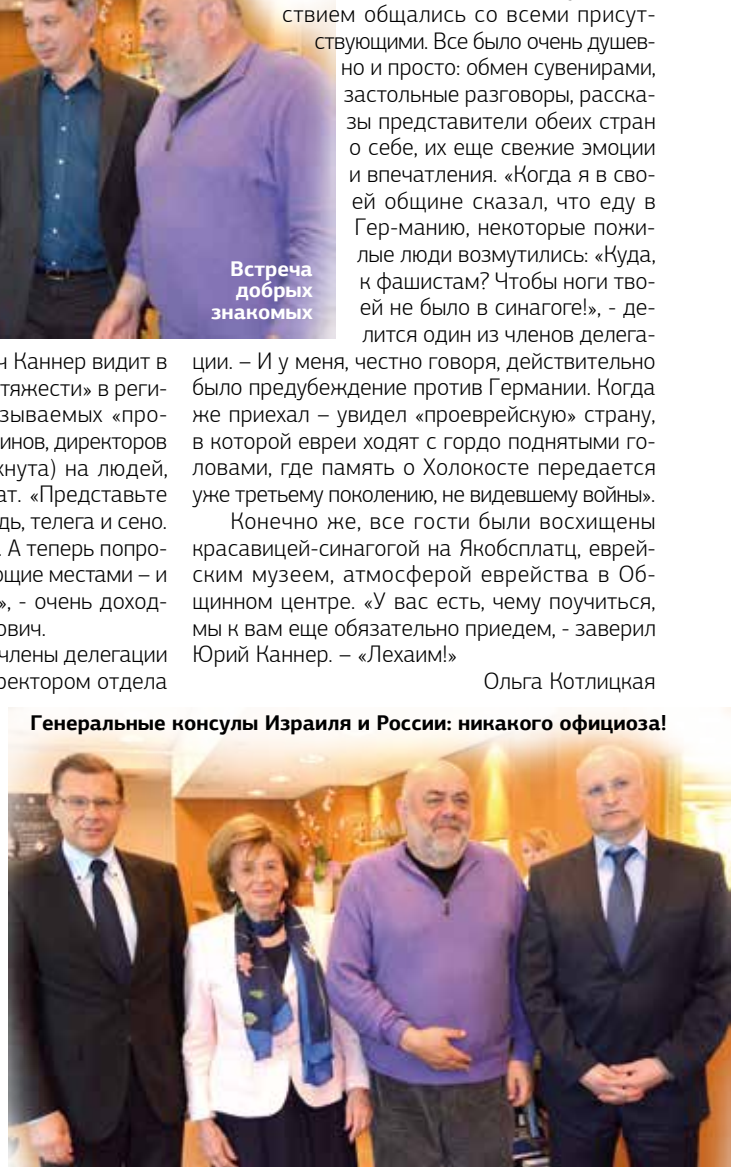 Встреча
добрых
знакомых
ч Каннер видит в
тяжести» в реги-
зываемых «про-
инов, директоров
кнута) на людей,
ат. «Представьте
дь, телега и сено.
А теперь попро-
ющие местами – и
», - очень доход-
ович.
члены делегации
ректором отдела
ствием общались со всеми присут-
ствующими. Все было очень душев-
но и просто: обмен сувенирами,
застольные разговоры, расска-
зы представители обеих стран
о себе, их еще свежие эмоции
и впечатления. «Когда я в сво-
ей общине сказал, что еду в
Гер-манию, некоторые пожи-
лые люди возмутились: «Куда,
к фашистам? Чтобы ноги тво-
ей не было в синагоге!», - де-
лится один из членов делега-
ции. – И у меня, честно говоря, действительно
было предубеждение против Германии. Когда
же приехал – увидел «проеврейскую» страну,
в которой евреи ходят с гордо поднятыми го-
ловами, где память о Холокосте передается
уже третьему поколению, не видевшему войны».
Конечно же, все гости были восхищены
красавицей-синагогой на Якобсплатц, еврей-
ским музеем, атмосферой еврейства в Об-
щинном центре. «У вас есть, чему поучиться,
мы к вам еще обязательно приедем, - заверил
Юрий Каннер. – «Лехаим!»
Ольга Котлицкая
Генеральные консулы Израиля и России: никакого официоза!